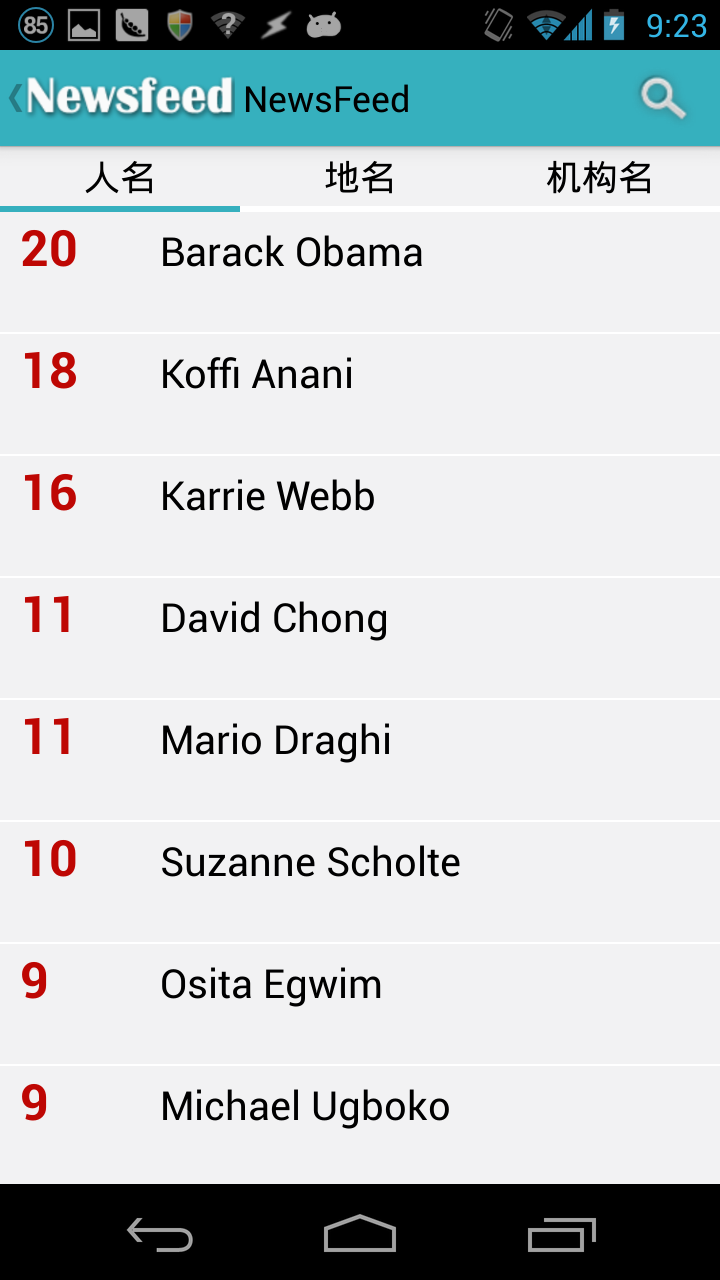 85 9:23
Newsfeed NewsFeed
人名 地名 机构名
20 Barack Obama
18 Koffi Anani
16 Karrie Webb
11 David Chong
11 Mario Draghi
10 Suzanne Scholte
9 Osita Egwim
9 Michael Ugboko